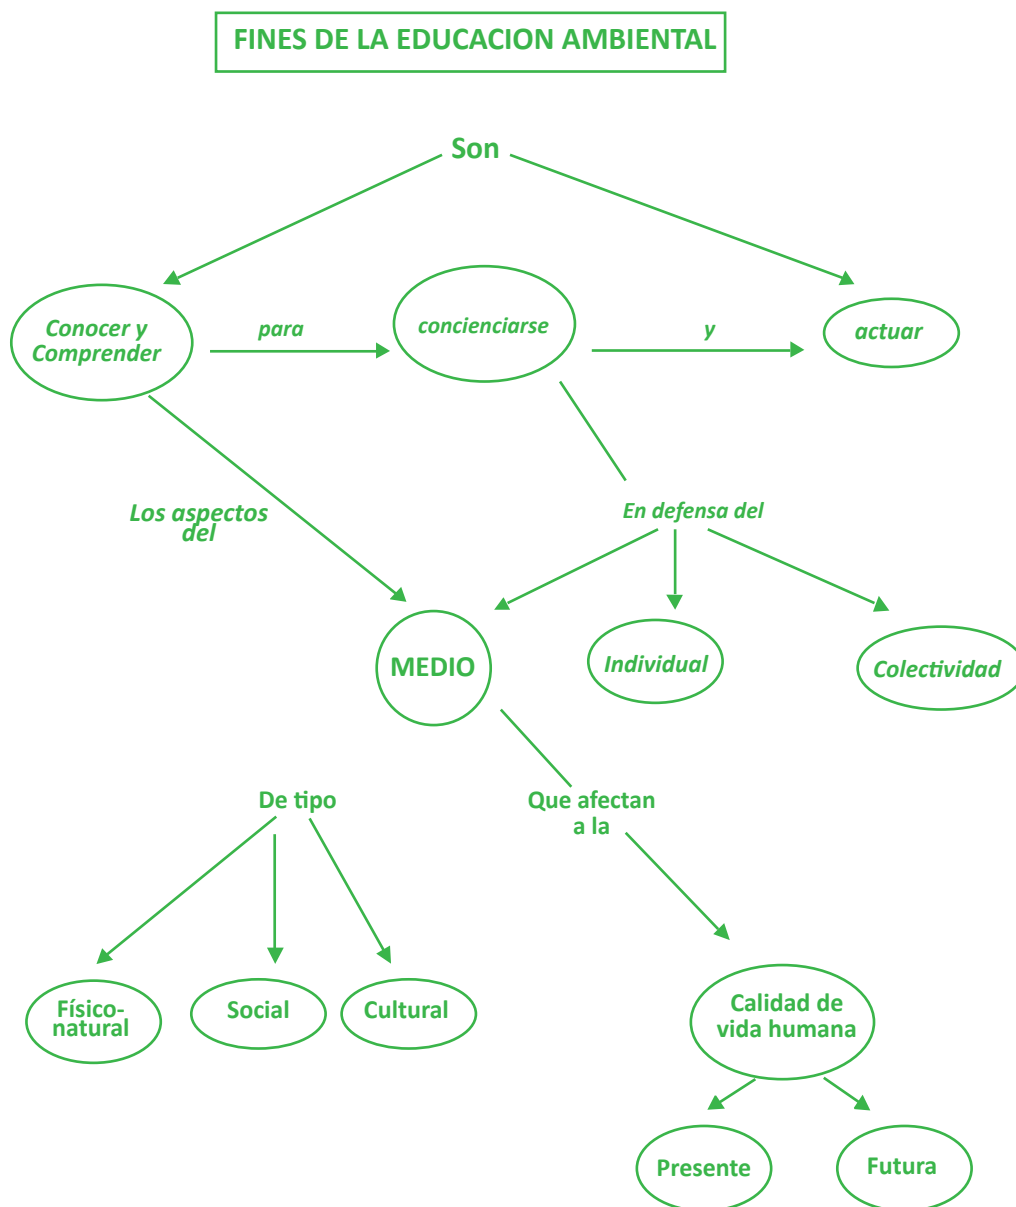 FINES DE LA EDUCACION AMBIENTAL
Son
Conocer y
Comprender
para
concienciarse
y
actuar
Los aspectos
del
En defensa del
MEDIO
Individual
Colectividad
De tipo
Que afectan
a la
Físico-
natural
Social
Cultural
Calidad de
vida humana
Presente
Futura